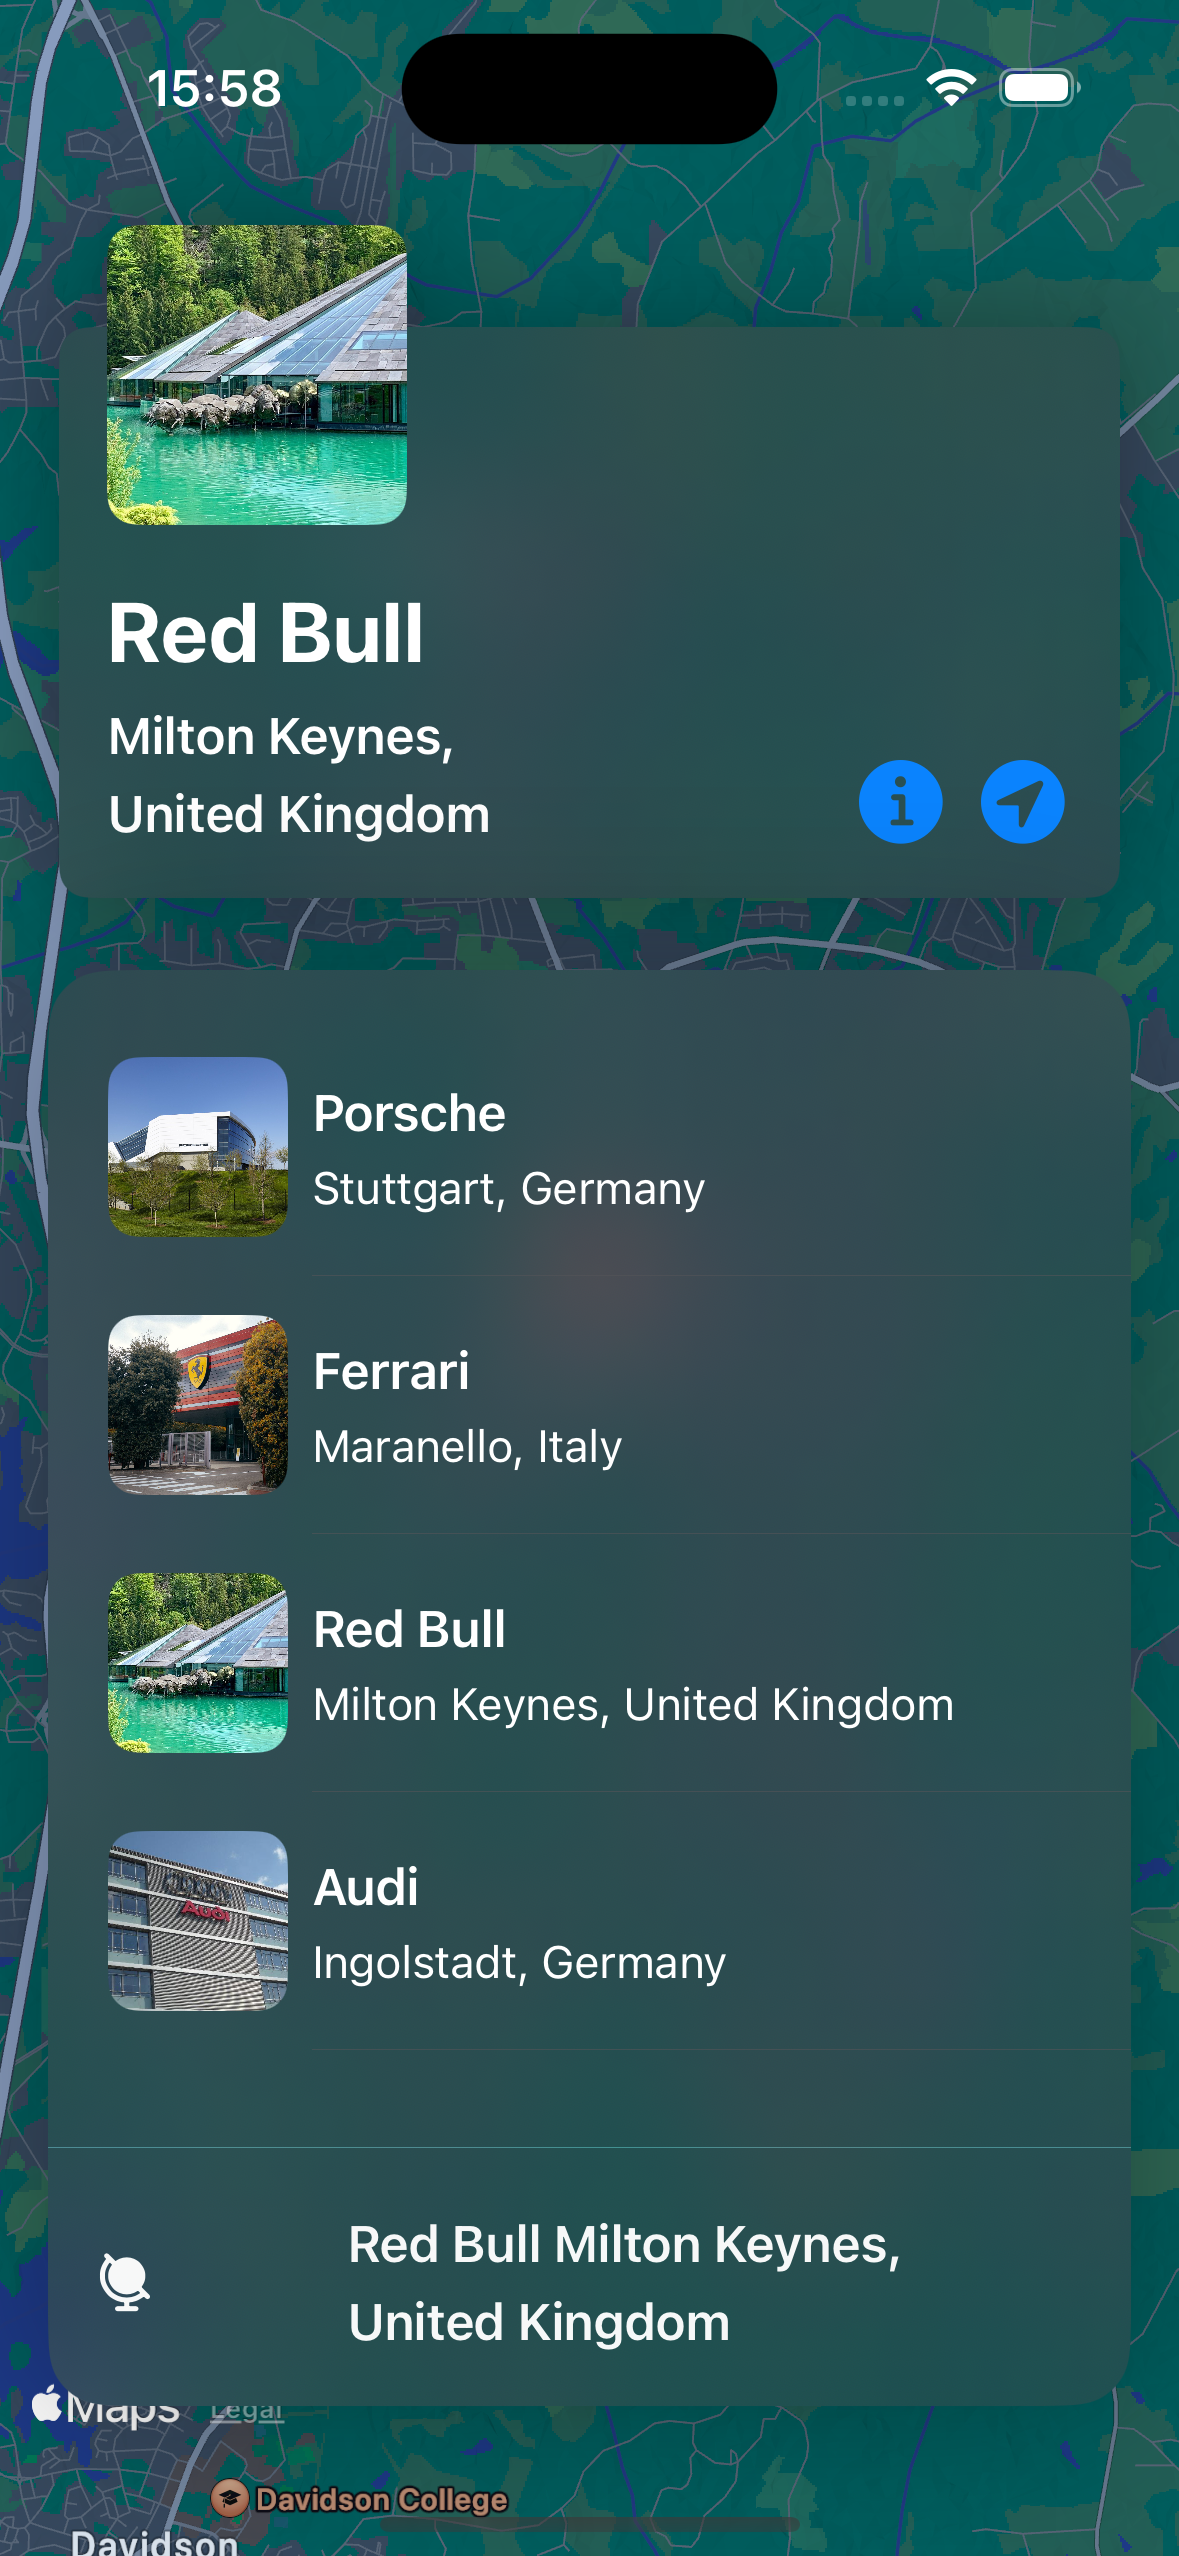 15:58
Red Bull
Milton Keynes,
United Kingdom
Porsche
Stuttgart, Germany
Ferrari
Maranello, Italy
Red Bull
Milton Keynes, United Kingdom
Audi
Audi
Ingolstadt, Germany
Red Bull Milton Keynes,
United Kingdom
Maps Legal
Davidson College
Davidson